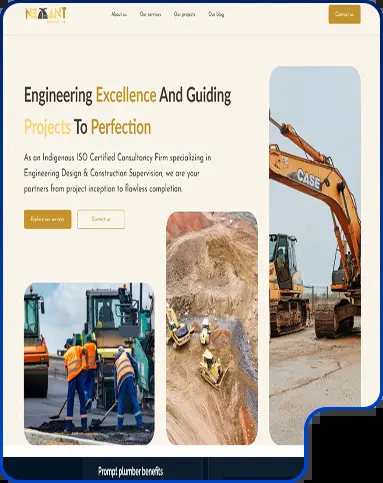 About us Our services Our projects Our blog Contact us
Engineering Excellence And Guiding
Projects To Perfection
As an Indigenous ISO Certified Consultancy Firm specializing in
Engineering Design & Construction Supervision, we are your
partners from project inception to flawless completion.
Explore our services Contact us
CASE
Prompt plumber benefits